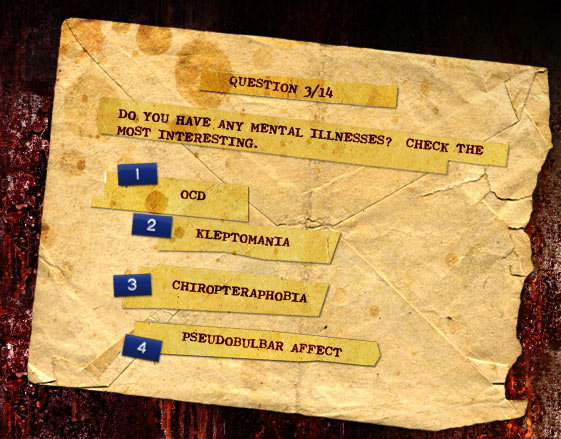 QUESTION 3/14
DO YOU HAVE ANY MENTAL ILLNESSES? CHECK THE
MOST INTERESTING.
1
OCD
2
KLEPTOMANIA
3
CHIROPTERAPHOBIA
4
PSEUDOBULBAR AFFECT